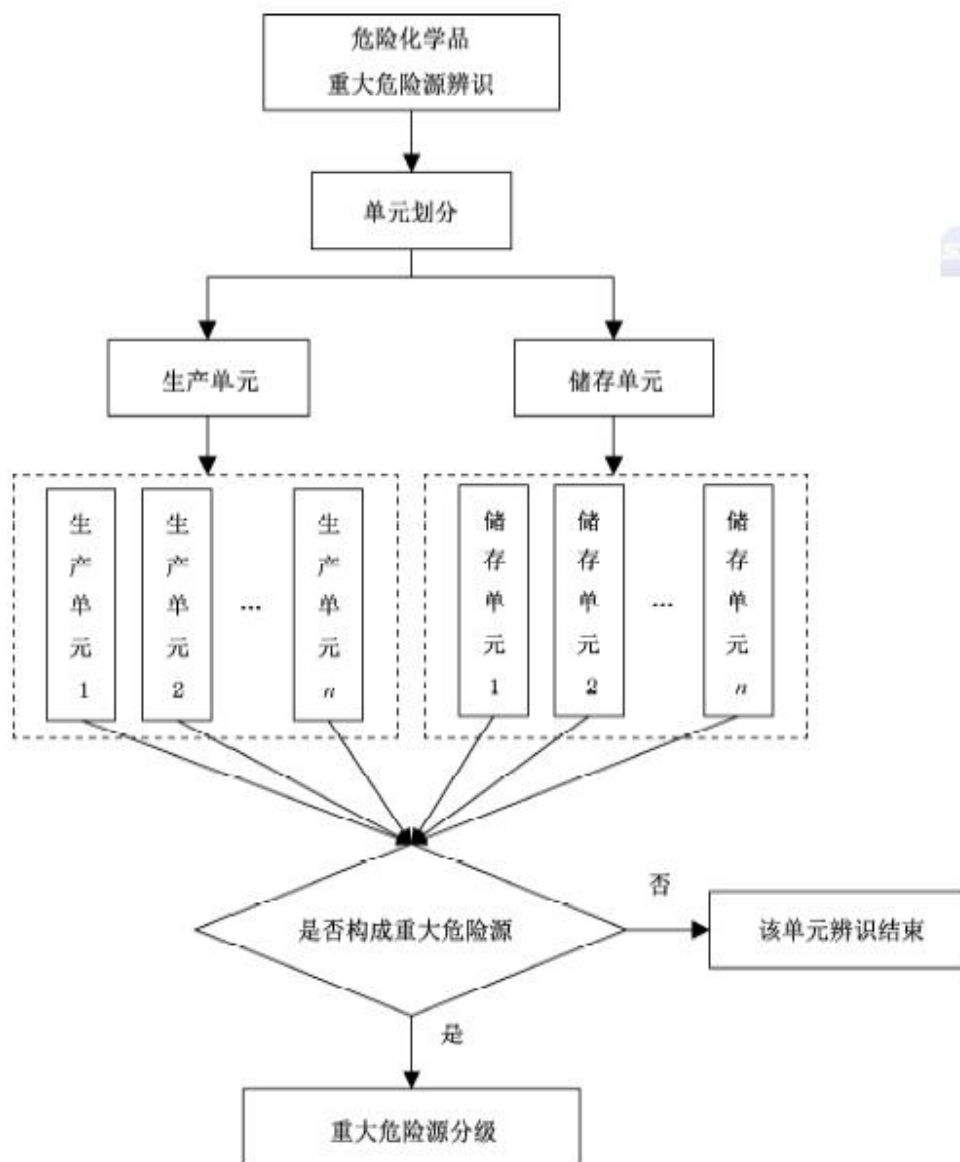 危险化学品
重大危险源辨识
单元划分
生产单元
储存单元
生产单元1
生产单元2
…
生产单元n
储存单元1
储存单元2
…
储存单元n
是否构成重大危险源
否
该单元辨识结束
是
重大危险源分级